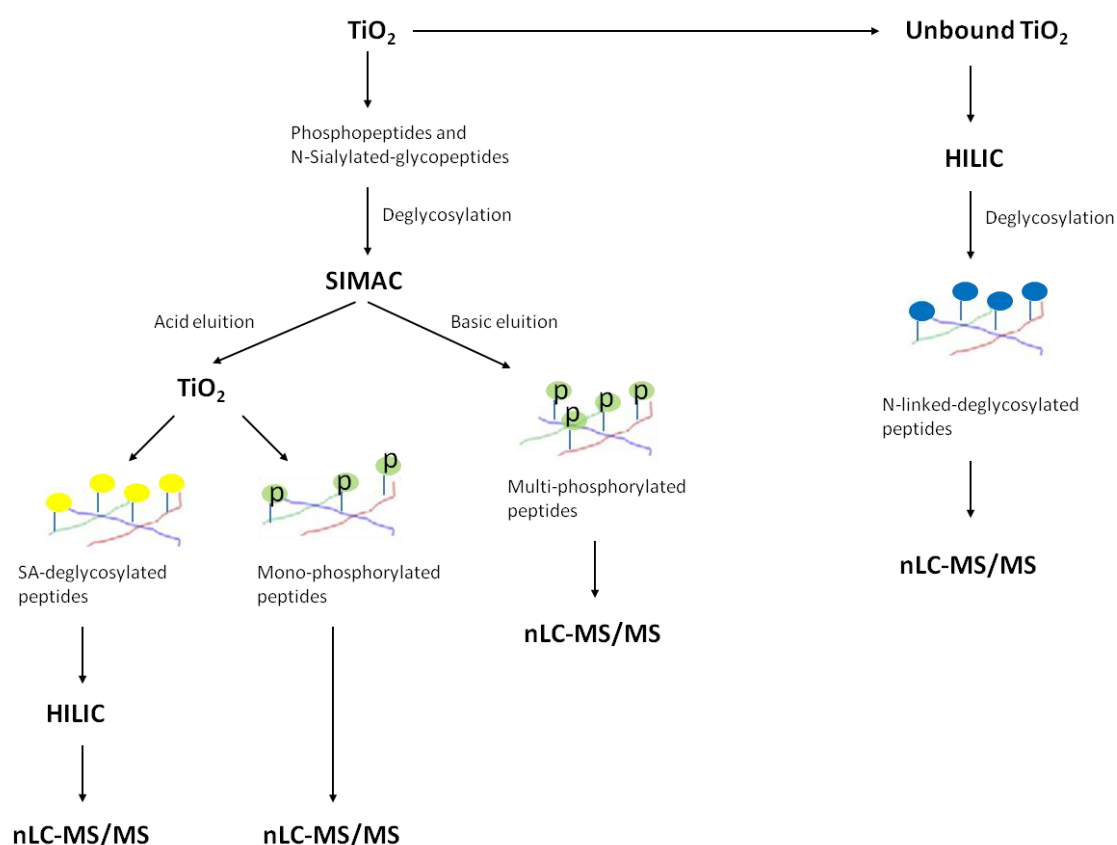 TiO₂
Unbound TiO₂
Phosphopeptides and
N-Sialylated-glycopeptides
HILIC
Deglycosylation
Deglycosylation
SIMAC
Acid eluition
Basic eluition
TiO₂
p p p p
N-linked-deglycosylated
peptides
p p p
Multi-phosphorylated
peptides
SA-deglycosylated
peptides
Mono-phosphorylated
peptides
nLC-MS/MS
nLC-MS/MS
HILIC
nLC-MS/MS
nLC-MS/MS